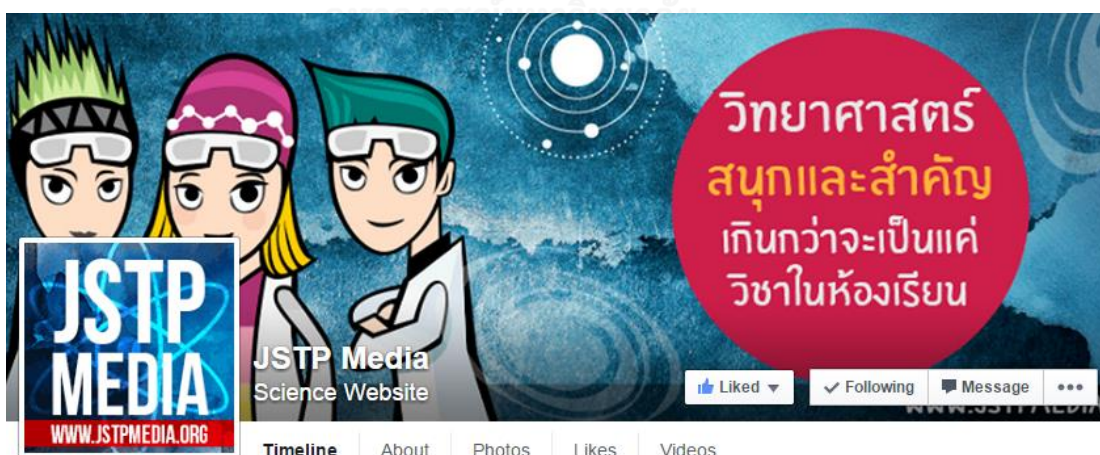 วิทยาศาสตร์
สนุกและสำคัญ
เกินกว่าจะเป็นแค่
วิชาในห้องเรียน
JSTP
MEDIA
WWW.JSTPMEDIA.ORG
JSTP Media
Science Website
Liked
Following
Message
Timeline
About
Photos
Likes
Videos